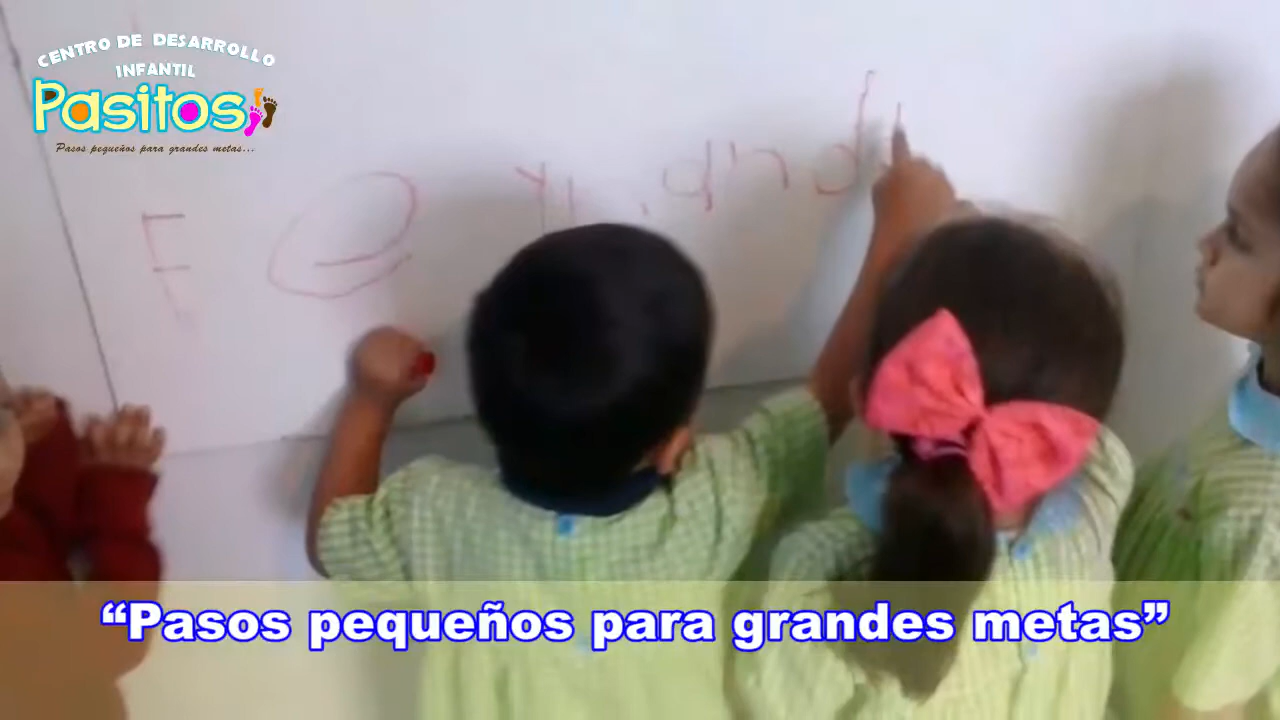 CENTRO DE DESARROLLO
INFANTIL
Pasitos
Pasos pequeños para grandes metas...
“Pasos pequeños para grandes metas”